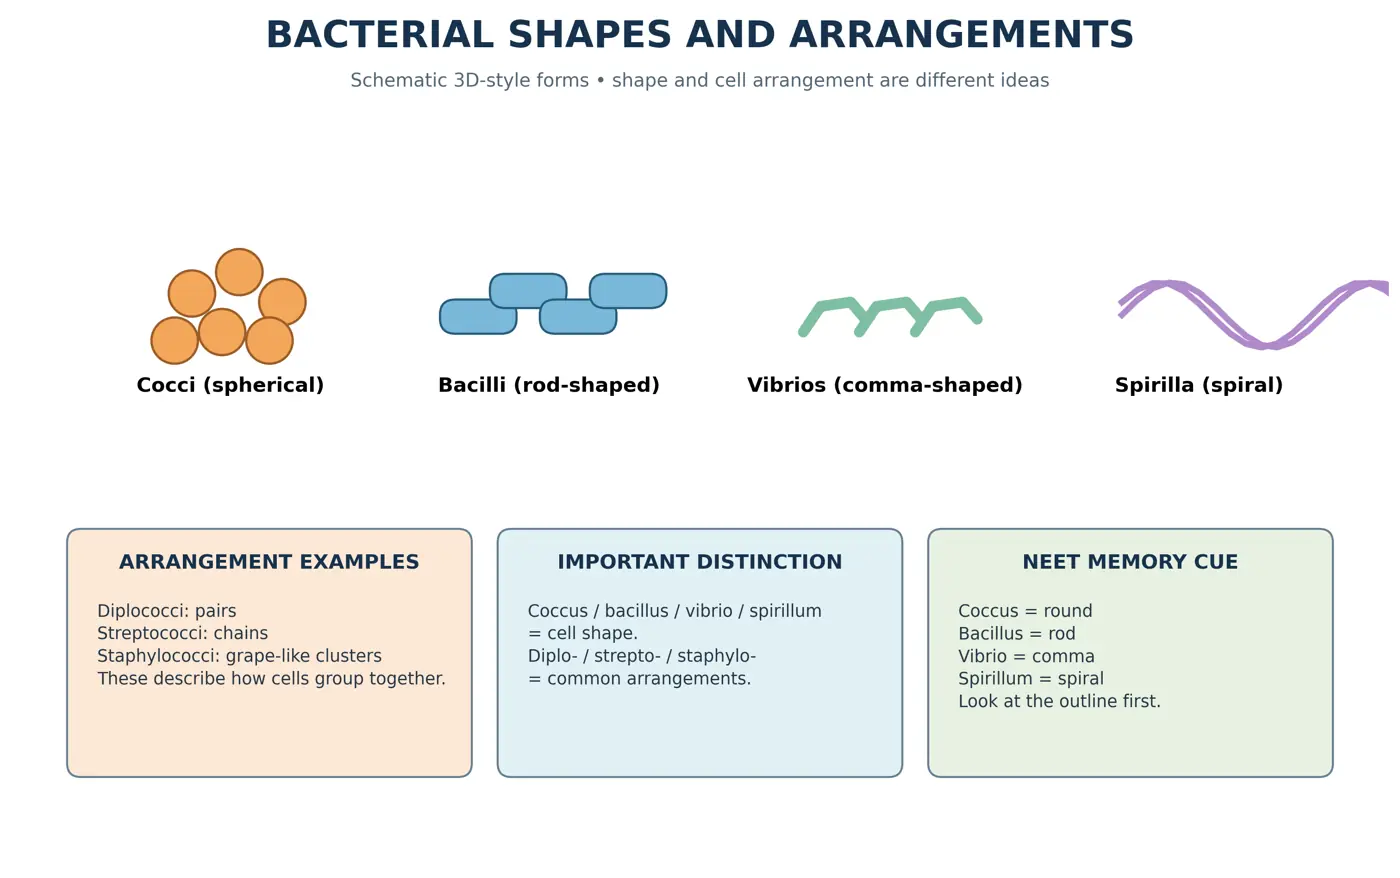 BACTERIAL SHAPES AND ARRANGEMENTS
Schematic 3D-style forms • shape and cell arrangement are different ideas
Cocci (spherical)
Bacilli (rod-shaped)
Vibrios (comma-shaped)
Spirilla (spiral)
ARRANGEMENT EXAMPLES
Diplococci: pairs
Streptococci: chains
Staphylococci: grape-like clusters
These describe how cells group together.
IMPORTANT DISTINCTION
Coccus / bacillus / vibrio / spirillum
= cell shape.
Diplo- / strepto- / staphylo-
= common arrangements.
NEET MEMORY CUE
Coccus = round
Bacillus = rod
Vibrio = comma
Spirillum = spiral
Look at the outline first.